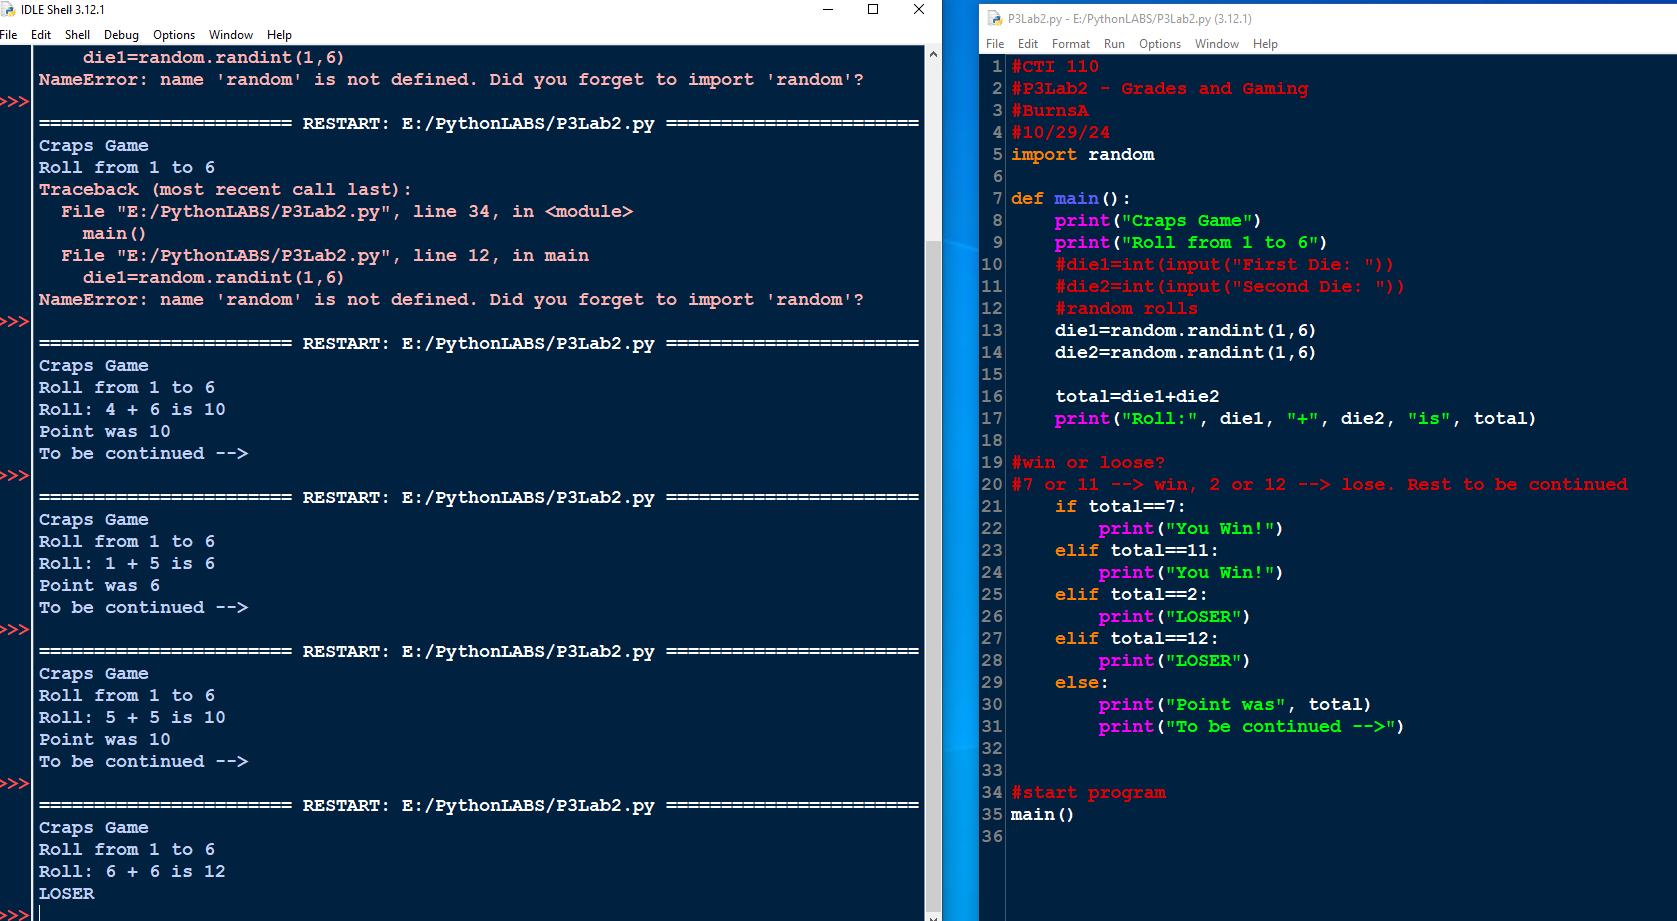 IDLE Shell 3.12.1
File Edit Shell Debug Options Window Help
    die1=random.randint(1,6)
NameError: name 'random' is not defined. Did you forget to import 'random'?
>>>
======================= RESTART: E:/PythonLABS/P3Lab2.py =======================
Craps Game
Roll from 1 to 6
Traceback (most recent call last):
  File "E:/PythonLABS/P3Lab2.py", line 34, in <module>
    main()
  File "E:/PythonLABS/P3Lab2.py", line 12, in main
    die1=random.randint(1,6)
NameError: name 'random' is not defined. Did you forget to import 'random'?
>>>
======================= RESTART: E:/PythonLABS/P3Lab2.py =======================
Craps Game
Roll from 1 to 6
Roll: 4 + 6 is 10
Point was 10
To be continued -->
>>>
======================= RESTART: E:/PythonLABS/P3Lab2.py =======================
Craps Game
Roll from 1 to 6
Roll: 1 + 5 is 6
Point was 6
To be continued -->
>>>
======================= RESTART: E:/PythonLABS/P3Lab2.py =======================
Craps Game
Roll from 1 to 6
Roll: 5 + 5 is 10
Point was 10
To be continued -->
>>>
======================= RESTART: E:/PythonLABS/P3Lab2.py =======================
Craps Game
Roll from 1 to 6
Roll: 6 + 6 is 12
LOSER
>>>
P3Lab2.py - E:/PythonLABS/P3Lab2.py (3.12.1)
File Edit Format Run Options Window Help
1 #CTI 110
2 #P3Lab2 - Grades and Gaming
3 #BurnsA
4 #10/29/24
5 import random
6
7 def main():
8     print("Craps Game")
9     print("Roll from 1 to 6")
10     #die1=int(input("First Die: "))
11     #die2=int(input("Second Die: "))
12     #random rolls
13     die1=random.randint(1,6)
14     die2=random.randint(1,6)
15
16     total=die1+die2
17     print("Roll:", die1, "+", die2, "is", total)
18
19 #win or loose?
20 #7 or 11 --> win, 2 or 12 --> lose. Rest to be continued
21     if total==7:
22         print("You Win!")
23     elif total==11:
24         print("You Win!")
25     elif total==2:
26         print("LOSER")
27     elif total==12:
28         print("LOSER")
29     else:
30         print("Point was", total)
31         print("To be continued -->")
32
33
34 #start program
35 main()
36